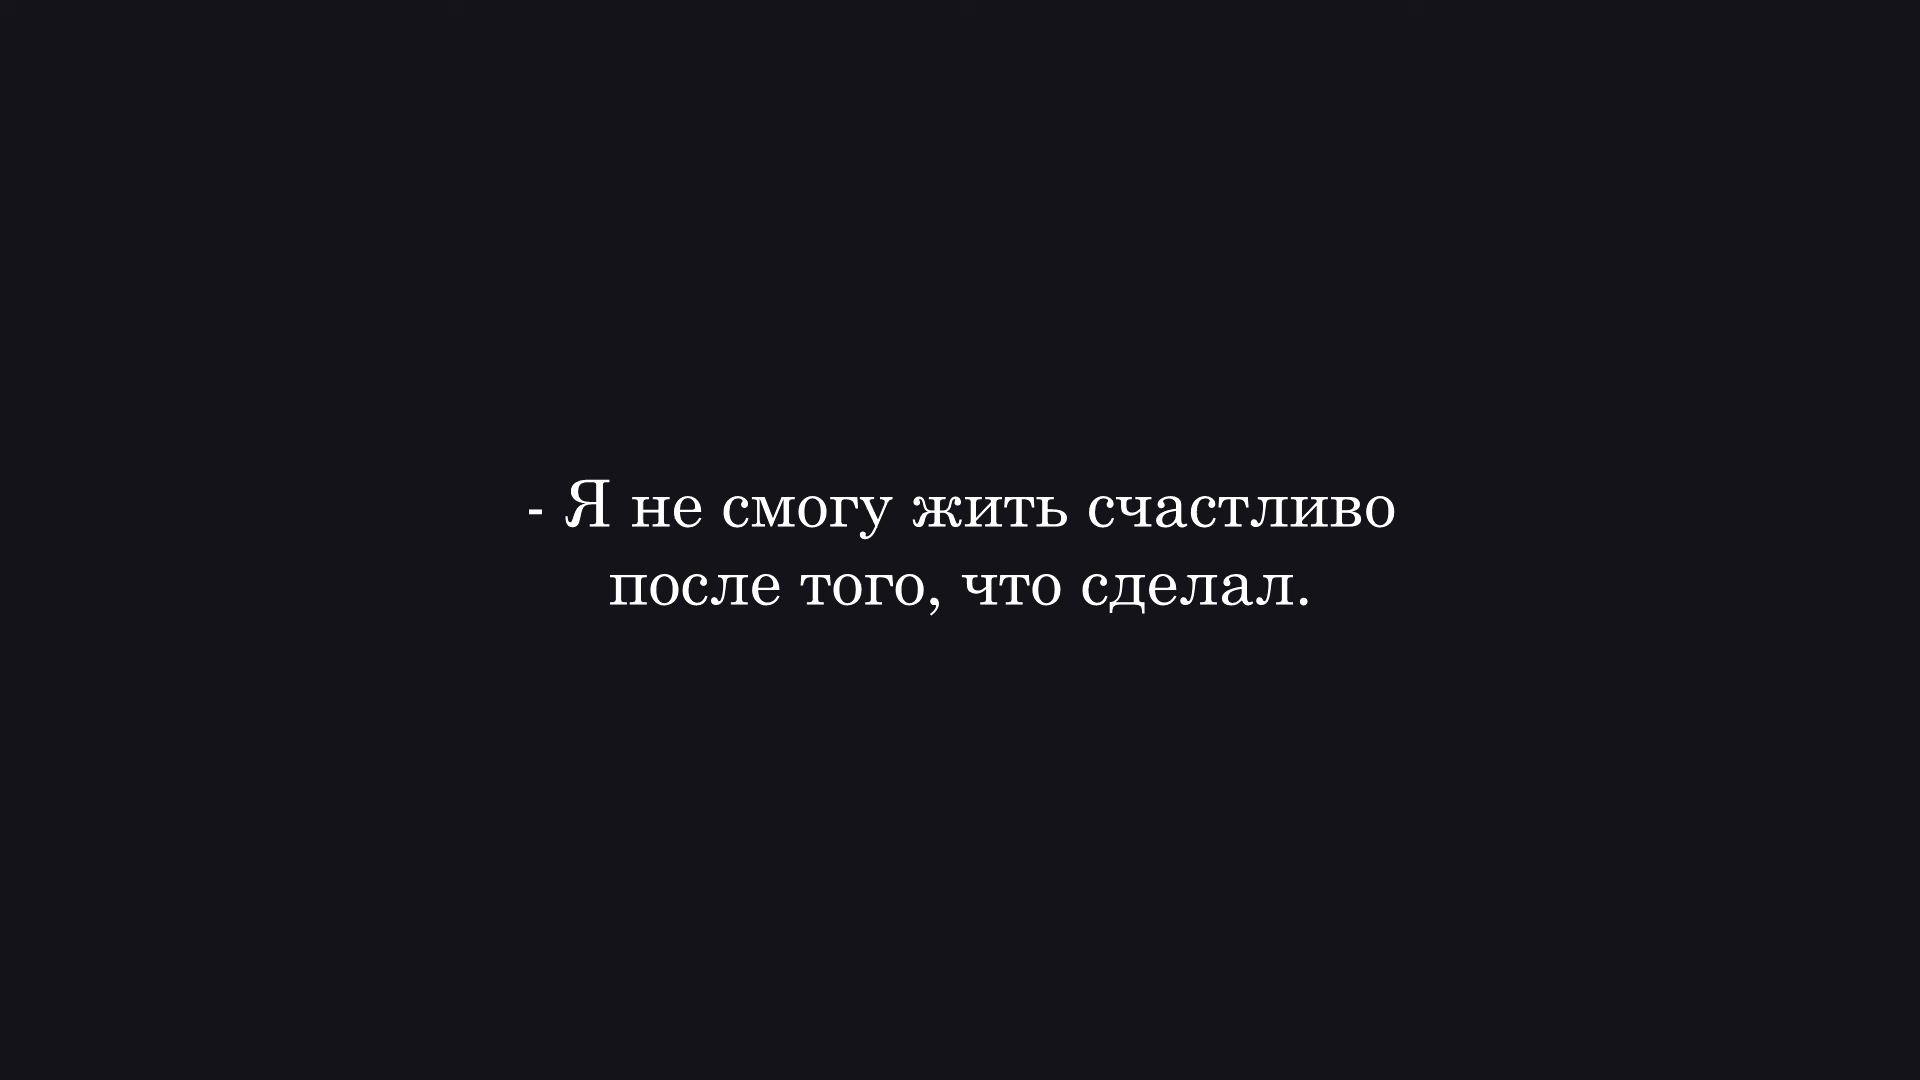 - Я не смогу жить счастливо
после того, что сделал.